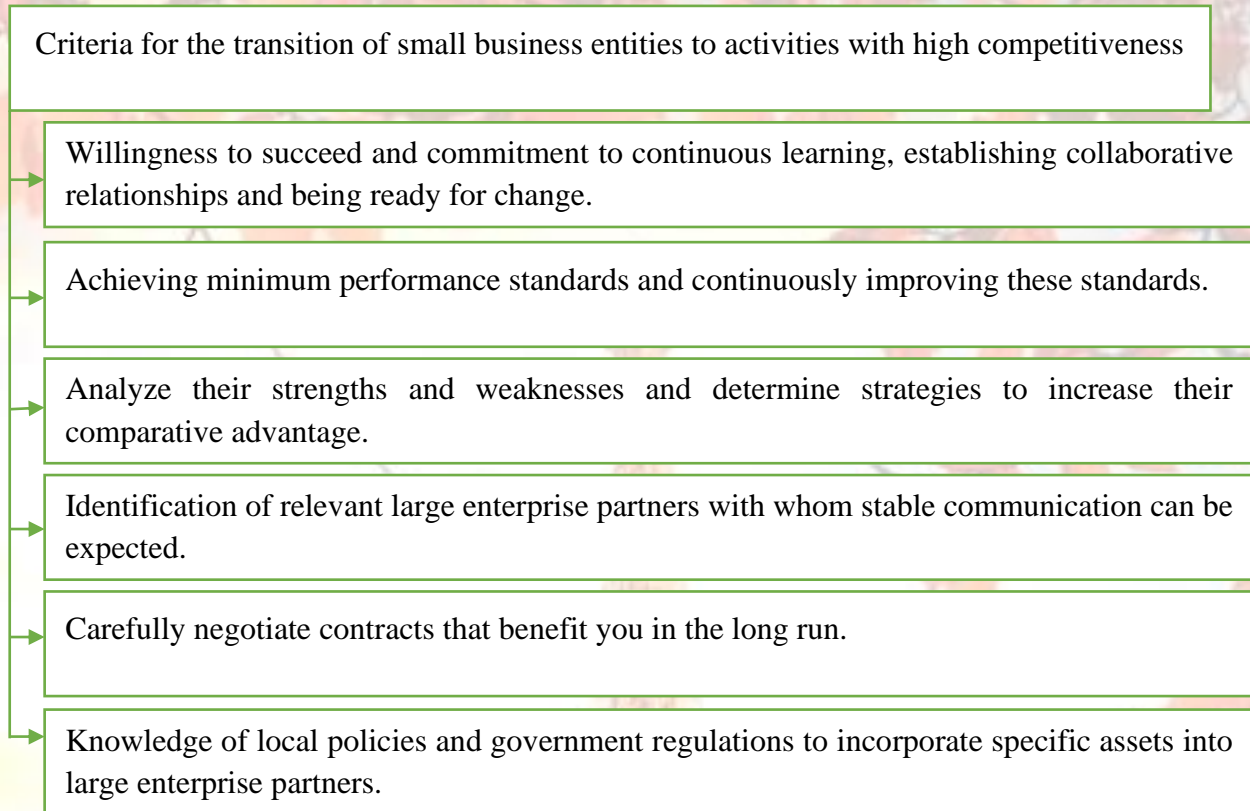 Criteria for the transition of small business entities to activities with high competitiveness
Willingness to succeed and commitment to continuous learning, establishing collaborative
relationships and being ready for change.
Achieving minimum performance standards and continuously improving these standards.
Analyze their strengths and weaknesses and determine strategies to increase their
comparative advantage.
Identification of relevant large enterprise partners with whom stable communication can be
expected.
Carefully negotiate contracts that benefit you in the long run.
Knowledge of local policies and government regulations to incorporate specific assets into
large enterprise partners.